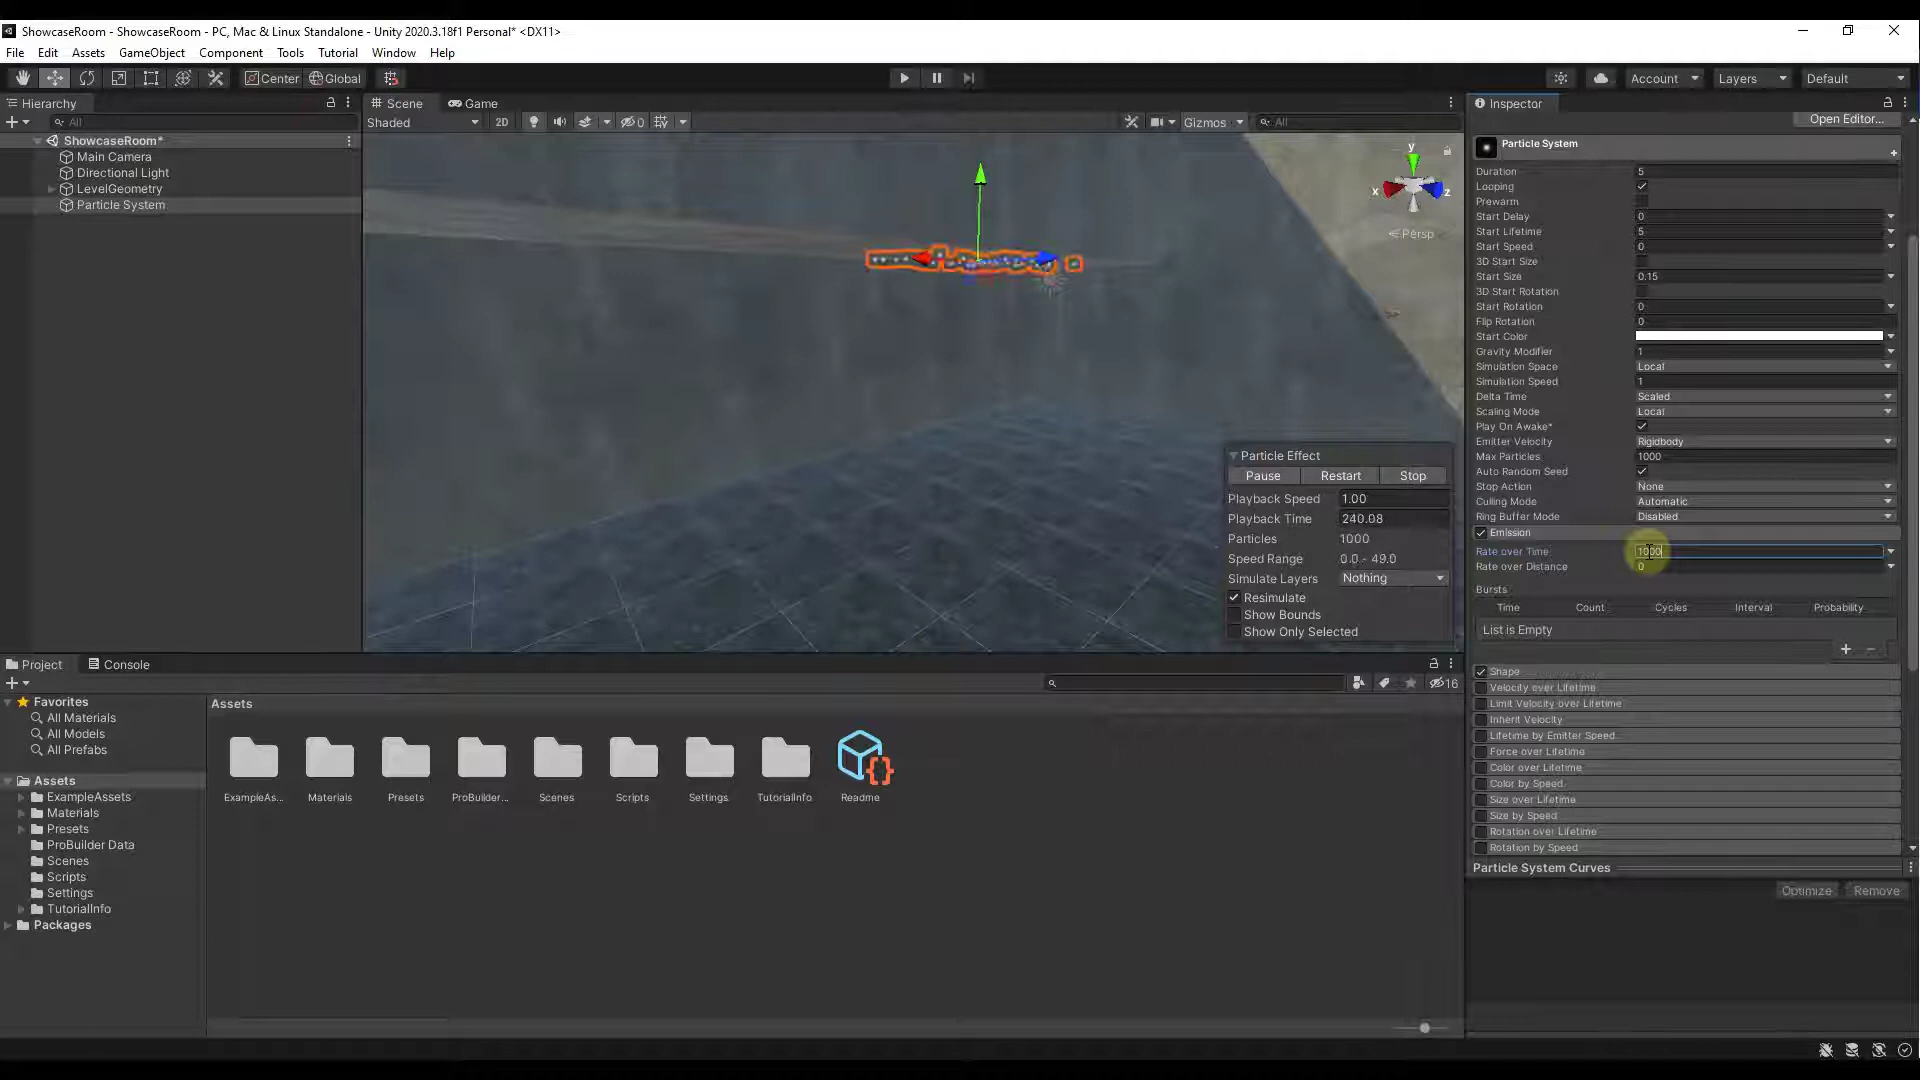 ShowcaseRoom - ShowcaseRoom - PC, Mac & Linux Standalone - Unity 2020.3.18f1 Personal* <DX11>
File Edit Assets GameObject Component Tools Tutorial Window Help
Center Global Account Layers Default
Hierarchy
All
ShowcaseRoom*
Main Camera
Directional Light
LevelGeometry
Particle System
Scene Game
Shaded 2D 0 Gizmos All
y
x z
Persp
Particle Effect
Pause Restart Stop
Playback Speed 1.00
Playback Time 240.08
Particles 1000
Speed Range 0.0 - 49.0
Simulate Layers Nothing
Resimulate
Show Bounds
Show Only Selected
Inspector
Open Editor...
Particle System
Duration 5
Looping
Prewarm
Start Delay 0
Start Lifetime 5
Start Speed 0
3D Start Size
Start Size 0.15
3D Start Rotation
Start Rotation 0
Flip Rotation 0
Start Color
Gravity Modifier 1
Simulation Space Local
Simulation Speed 1
Delta Time Scaled
Scaling Mode Local
Play On Awake*
Emitter Velocity Rigidbody
Max Particles 1000
Auto Random Seed
Stop Action None
Culling Mode Automatic
Ring Buffer Mode Disabled
Emission
Rate over Time 1000
Rate over Distance 0
Bursts
Time Count Cycles Interval Probability
List is Empty
Shape
Velocity over Lifetime
Limit Velocity over Lifetime
Inherit Velocity
Lifetime by Emitter Speed
Force over Lifetime
Color over Lifetime
Color by Speed
Size over Lifetime
Size by Speed
Rotation over Lifetime
Rotation by Speed
Particle System Curves
Optimize Remove
Project Console
16
Favorites
All Materials
All Models
All Prefabs
Assets
ExampleAssets
Materials
Presets
ProBuilder Data
Scenes
Scripts
Settings
TutorialInfo
Packages
Assets
ExampleAs... Materials Presets ProBuilder... Scenes Scripts Settings TutorialInfo Readme